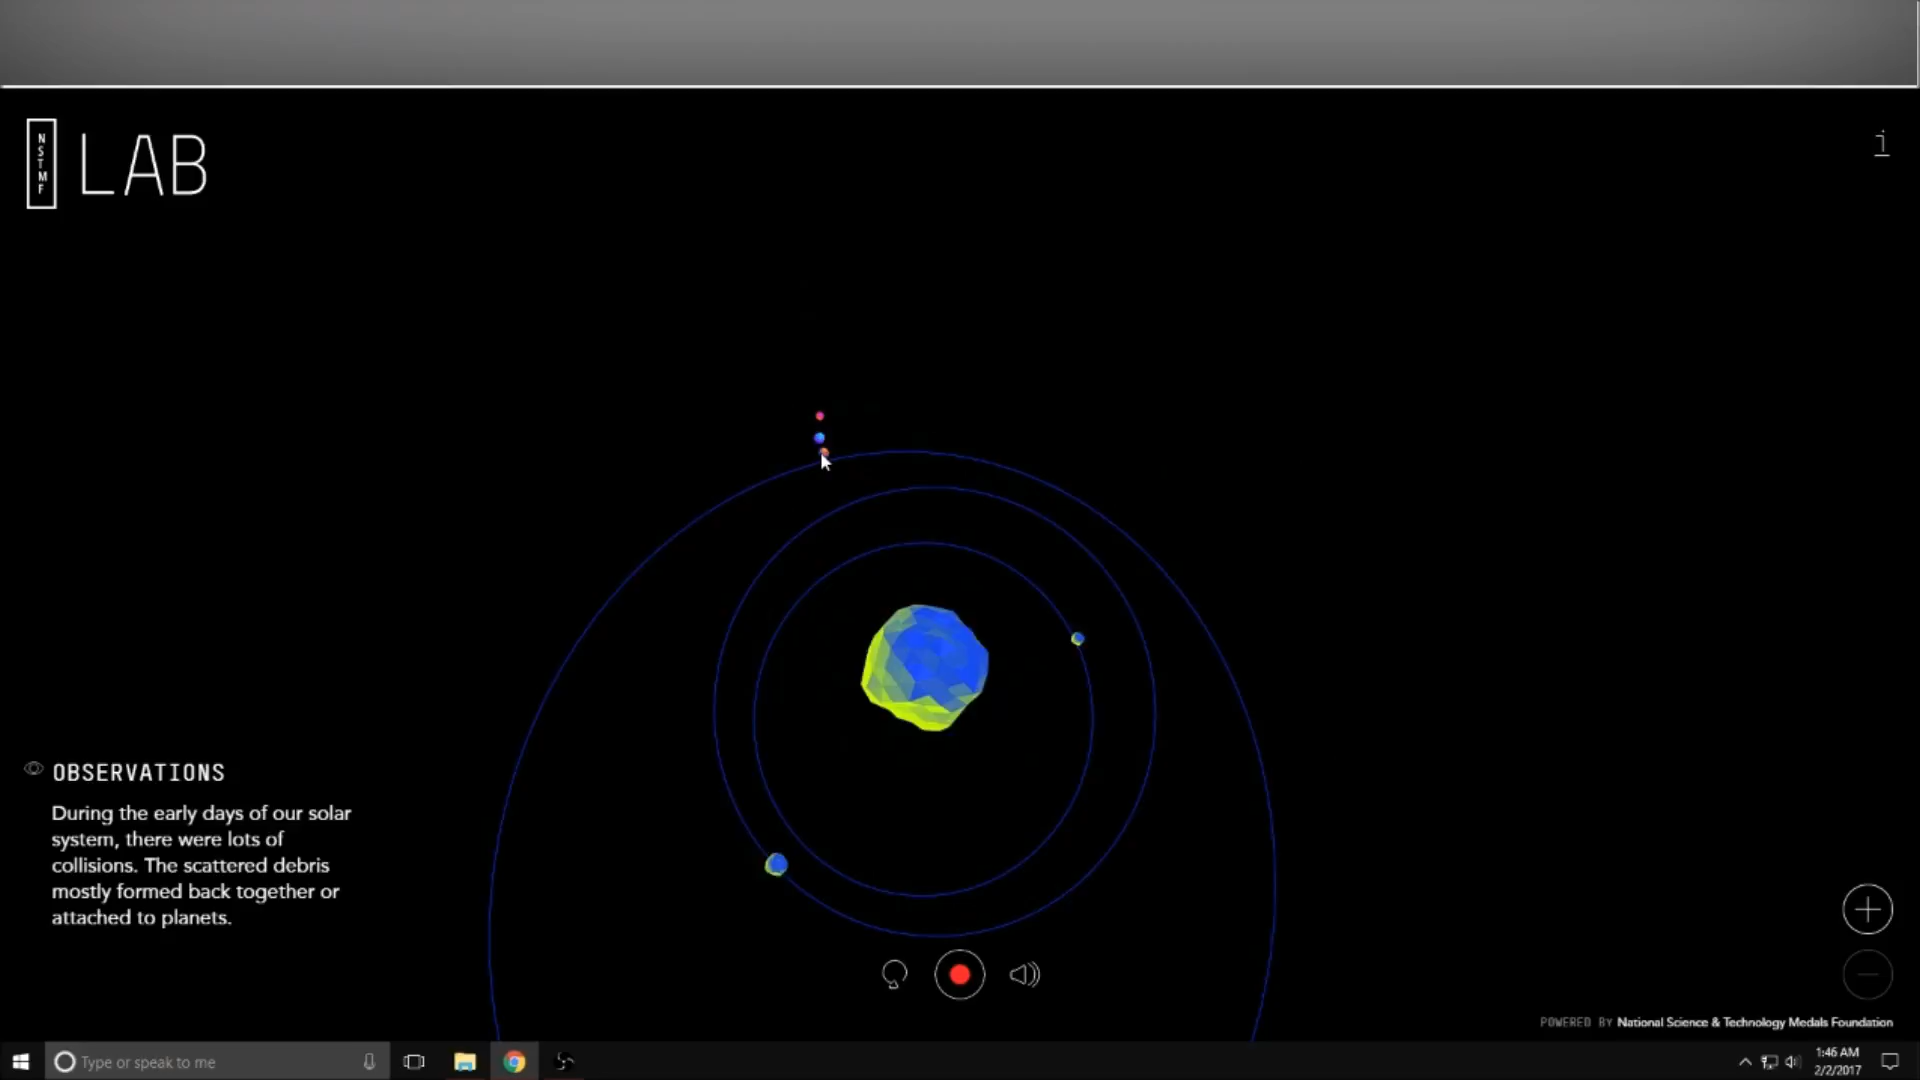 NSTMF
LAB
i
OBSERVATIONS
During the early days of our solar
system, there were lots of
collisions. The scattered debris
mostly formed back together or
attached to planets.
POWERED BY National Science & Technology Medals Foundation
Type or speak to me
1:46 AM
2/2/2017